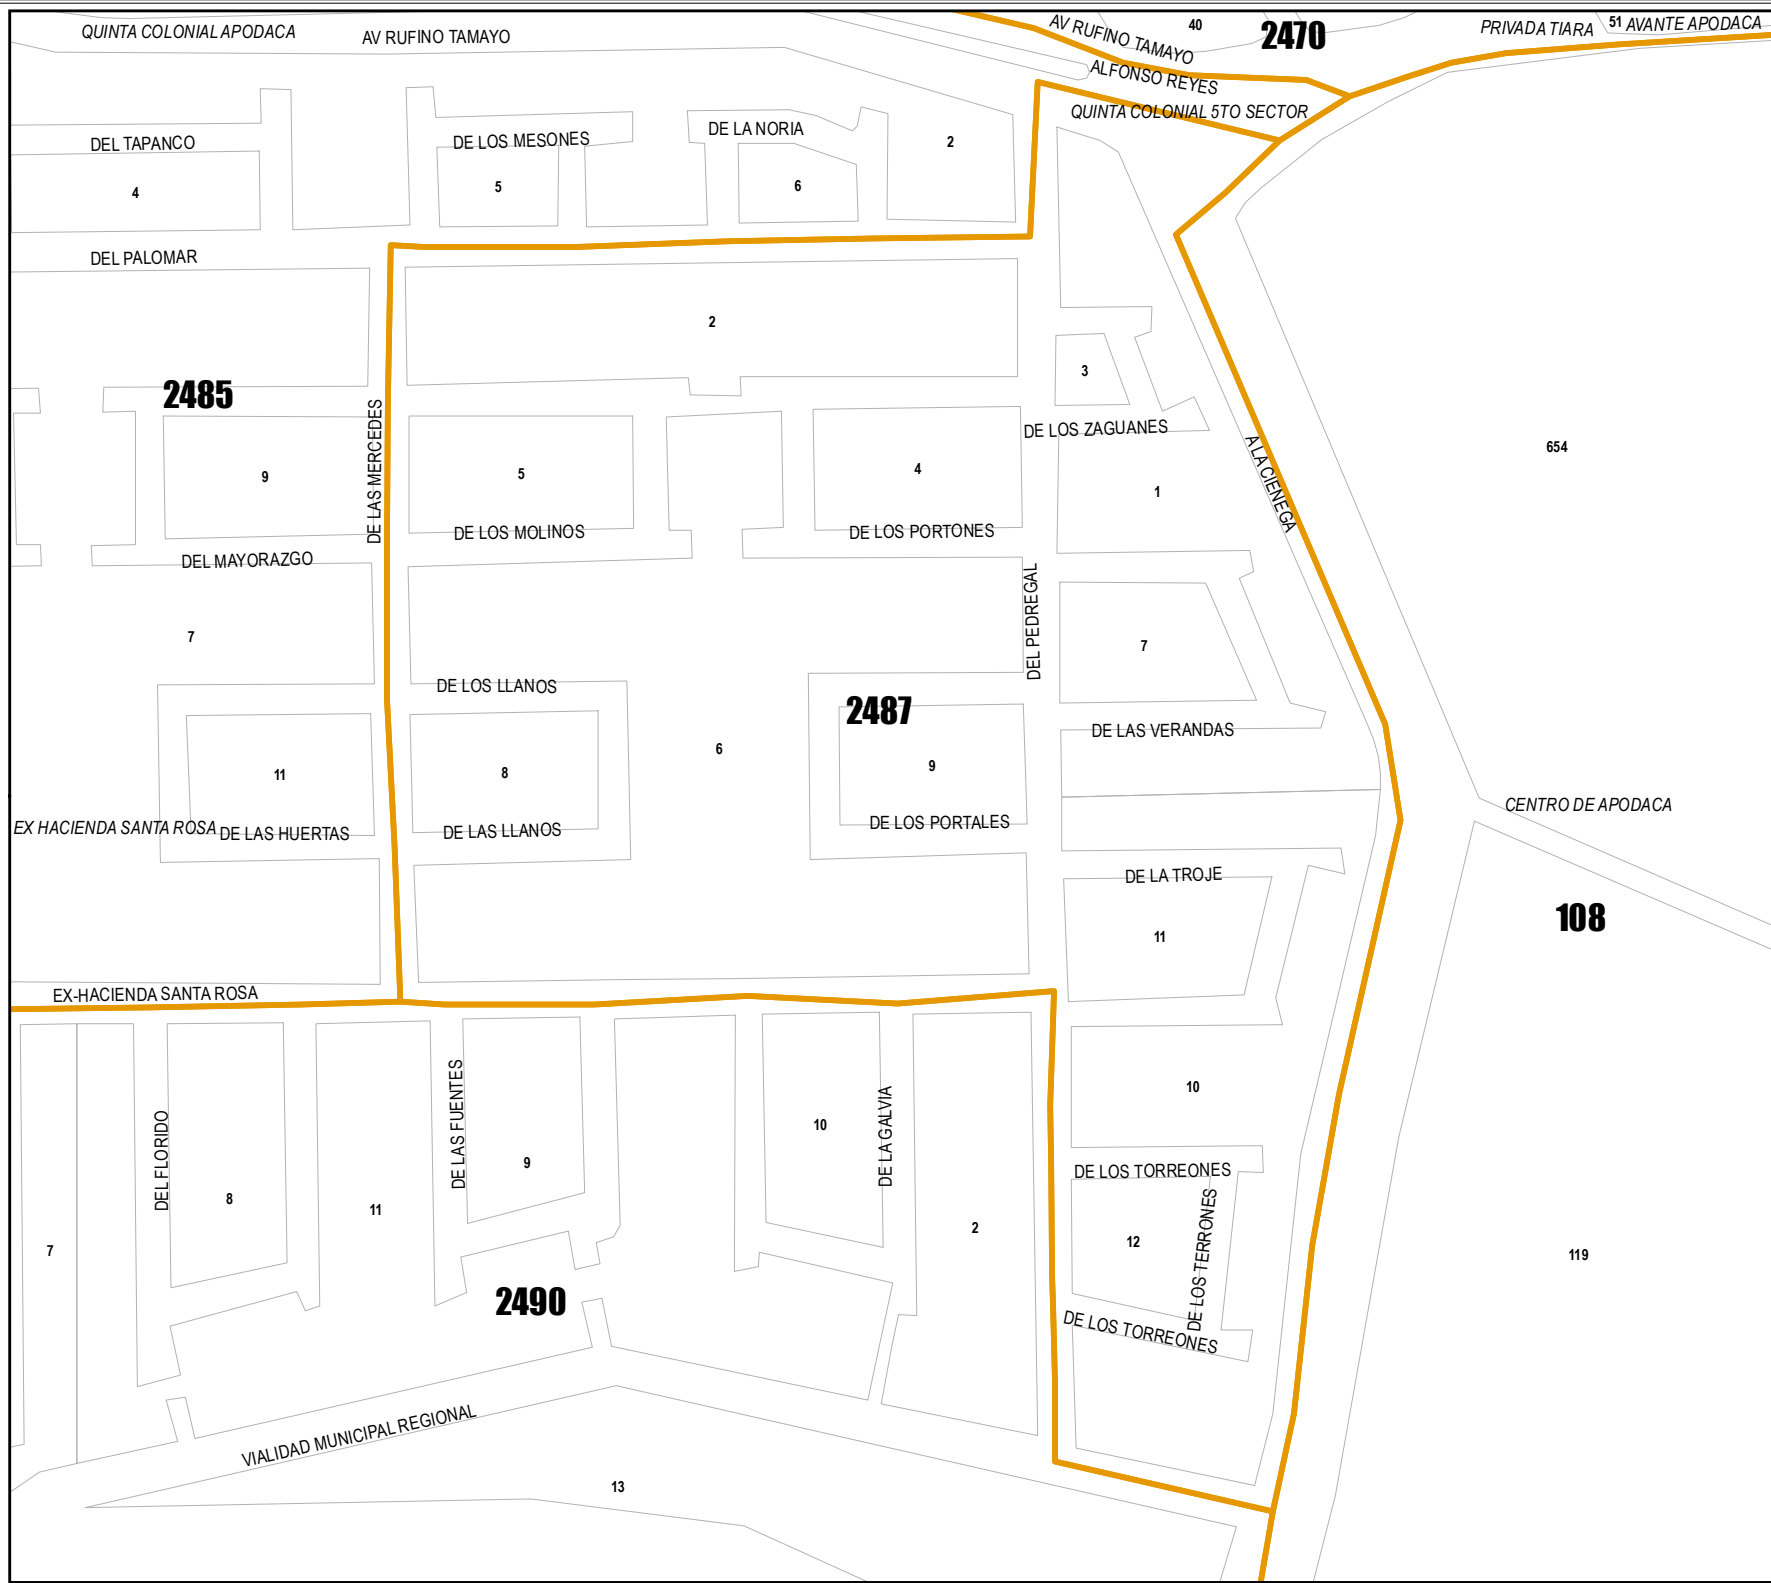 QUINTA COLONIAL APODACA
AV RUFINO TAMAYO
AV RUFINO TAMAYO
40
2470
PRIVADA TIARA
51
AVANTE APODACA
ALFONSO REYES
QUINTA COLONIAL 5TO SECTOR
DEL TAPANCO
DE LOS MESONES
DE LA NORIA
2
4
5
6
DEL PALOMAR
2
3
2485
DE LAS MERCEDES
DE LOS ZAGUANES
A LA CIENEGA
654
9
5
4
1
DE LOS MOLINOS
DE LOS PORTONES
DEL MAYORAZGO
DEL PEDREGAL
7
7
DE LOS LLANOS
2487
DE LAS VERANDAS
6
11
8
9
CENTRO DE APODACA
EX HACIENDA SANTA ROSA
DE LAS HUERTAS
DE LAS LLANOS
DE LOS PORTALES
DE LA TROJE
108
11
EX-HACIENDA SANTA ROSA
DEL FLORIDO
DE LAS FUENTES
DE LA GALVIA
10
10
9
DE LOS TORREONES
8
11
2
12
DE LOS TERRONES
7
119
2490
DE LOS TORREONES
VIALIDAD MUNICIPAL REGIONAL
13